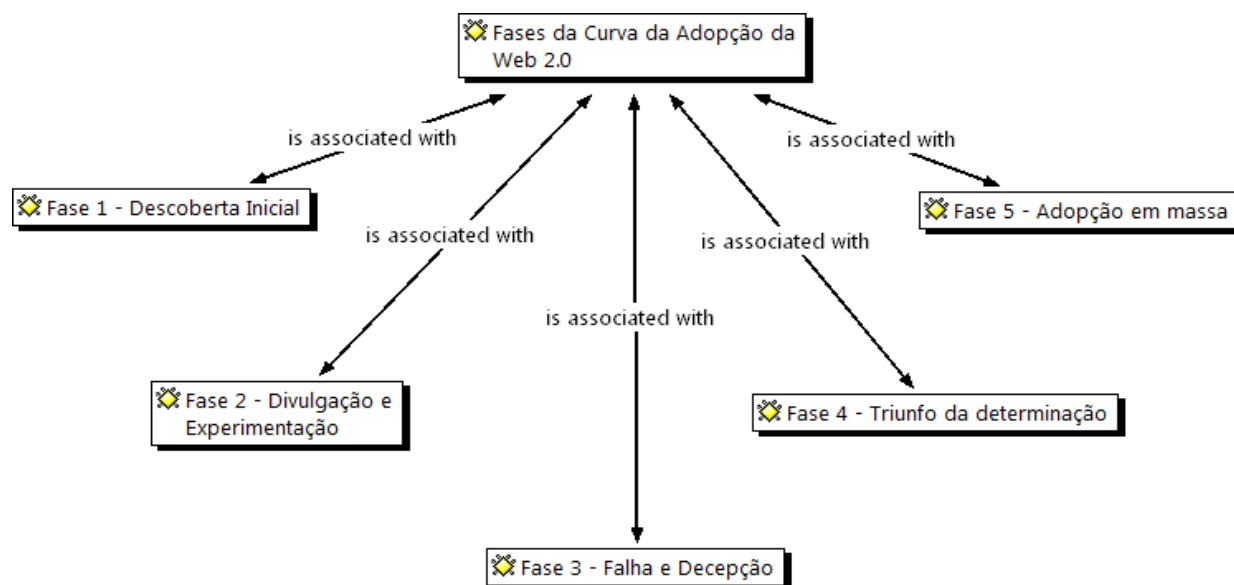 Fases da Curva da Adopção da
Web 2.0
is associated with
is associated with
Fase 1 - Descoberta Inicial
Fase 5 - Adopção em massa
is associated with
is associated with
is associated with
Fase 2 - Divulgação e
Experimentação
Fase 4 - Triunfo da determinação
Fase 3 - Falha e Decepção